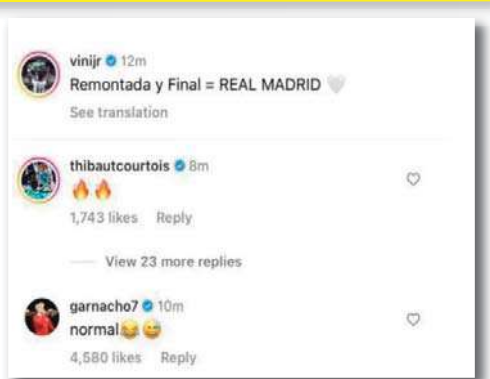 vinijr 12m
Remontada y Final = REAL MADRID 🤍
See translation
thibautcourtois 8m
🔥🔥
1,743 likes Reply
View 23 more replies
garnacho7 10m
normal😂😅
4,580 likes Reply